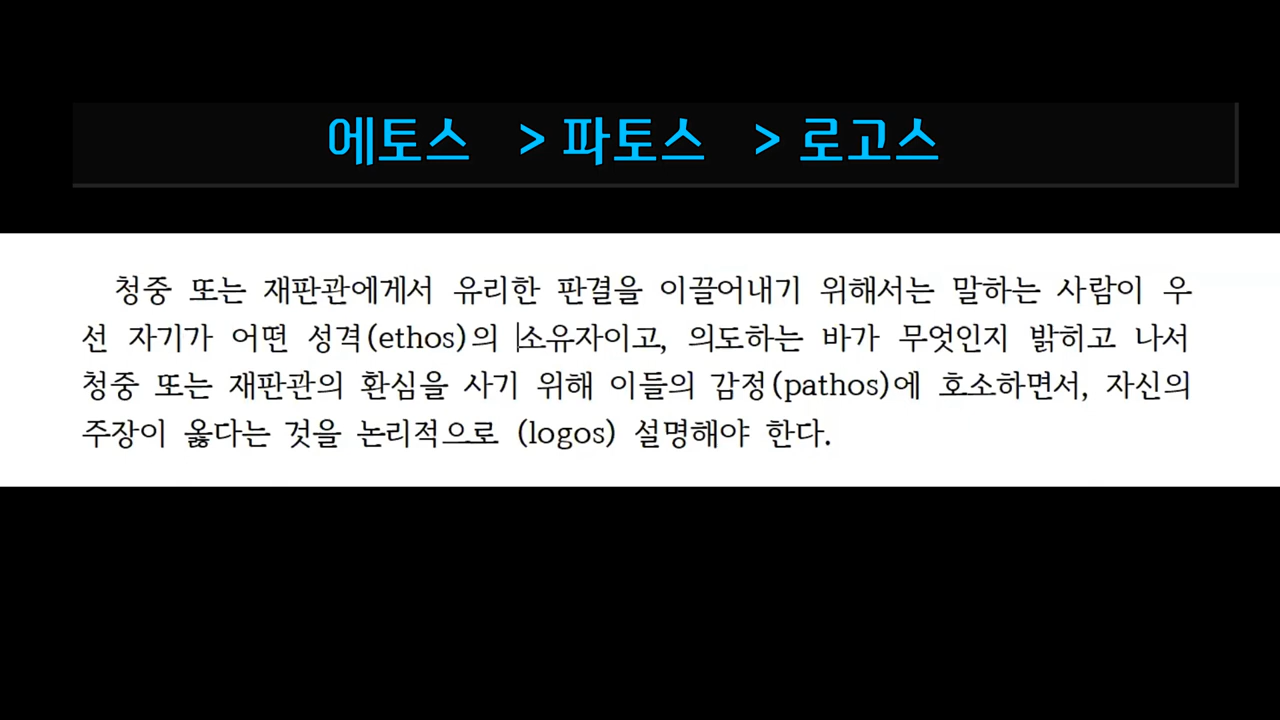 에토스 > 파토스 > 로고스
청중 또는 재판관에게서 유리한 판결을 이끌어내기 위해서는 말하는 사람이 우
선 자기가 어떤 성격(ethos)의 소유자이고, 의도하는 바가 무엇인지 밝히고 나서
청중 또는 재판관의 환심을 사기 위해 이들의 감정(pathos)에 호소하면서, 자신의
주장이 옳다는 것을 논리적으로 (logos) 설명해야 한다.